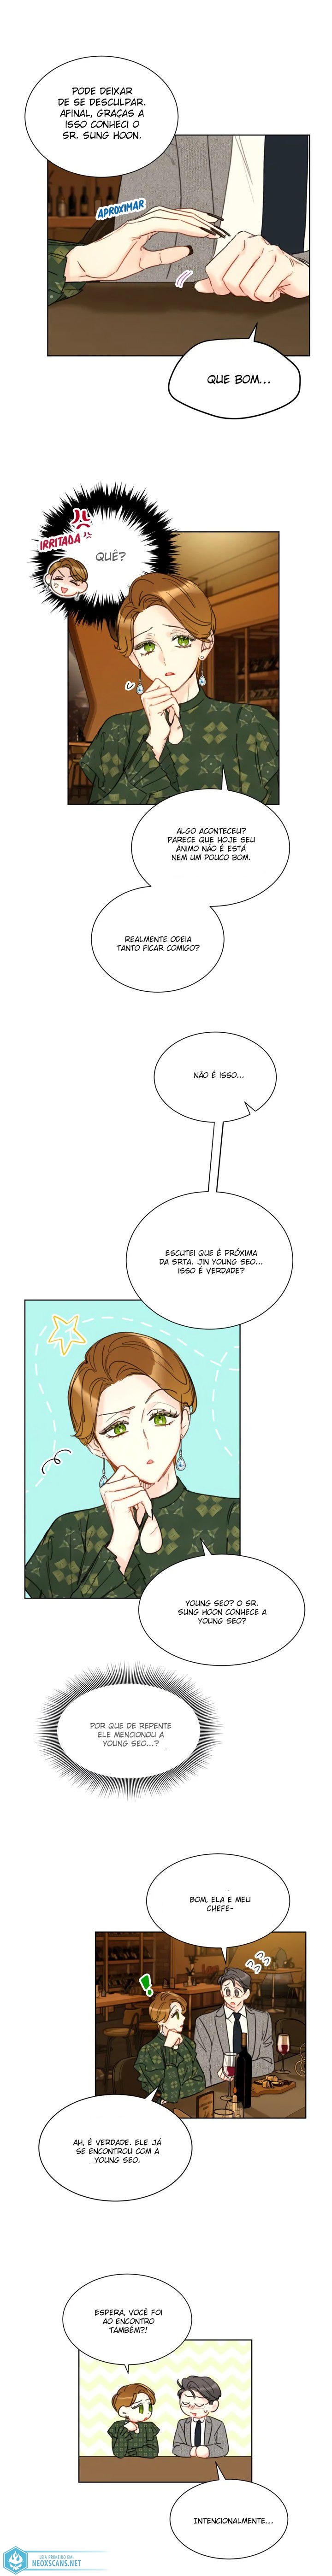 PODE DEIXAR
DE SE DESCULPAR.
AFINAL, GRAÇAS A
ISSO CONHECI O
SR. SUNG HOON.
APROXIMAR
QUE BOM...
IRRITADA
QUÊ?
ALGO ACONTECEU?
PARECE QUE HOJE SEU
ÂNIMO NÃO É ESTÁ
NEM UM POUCO BOM.
REALMENTE ODEIA
TANTO FICAR COMIGO?
NÃO É ISSO...
ESCUTEI QUE É PRÓXIMA
DA SRTA. JIN YOUNG SEO...
ISSO É VERDADE?
YOUNG SEO? O SR.
SUNG HOON CONHECE A
YOUNG SEO?
POR QUE DE REPENTE
ELE MENCIONOU A
YOUNG SEO...?
BOM, ELA E MEU
CHEFE-
AH, É VERDADE. ELE JÁ
SE ENCONTROU COM A
YOUNG SEO.
ESPERA, VOCÊ FOI
AO ENCONTRO
TAMBÉM?!
INTENCIONALMENTE...
LEIA PRIMEIRO EM:
NEOXSCANS.NET